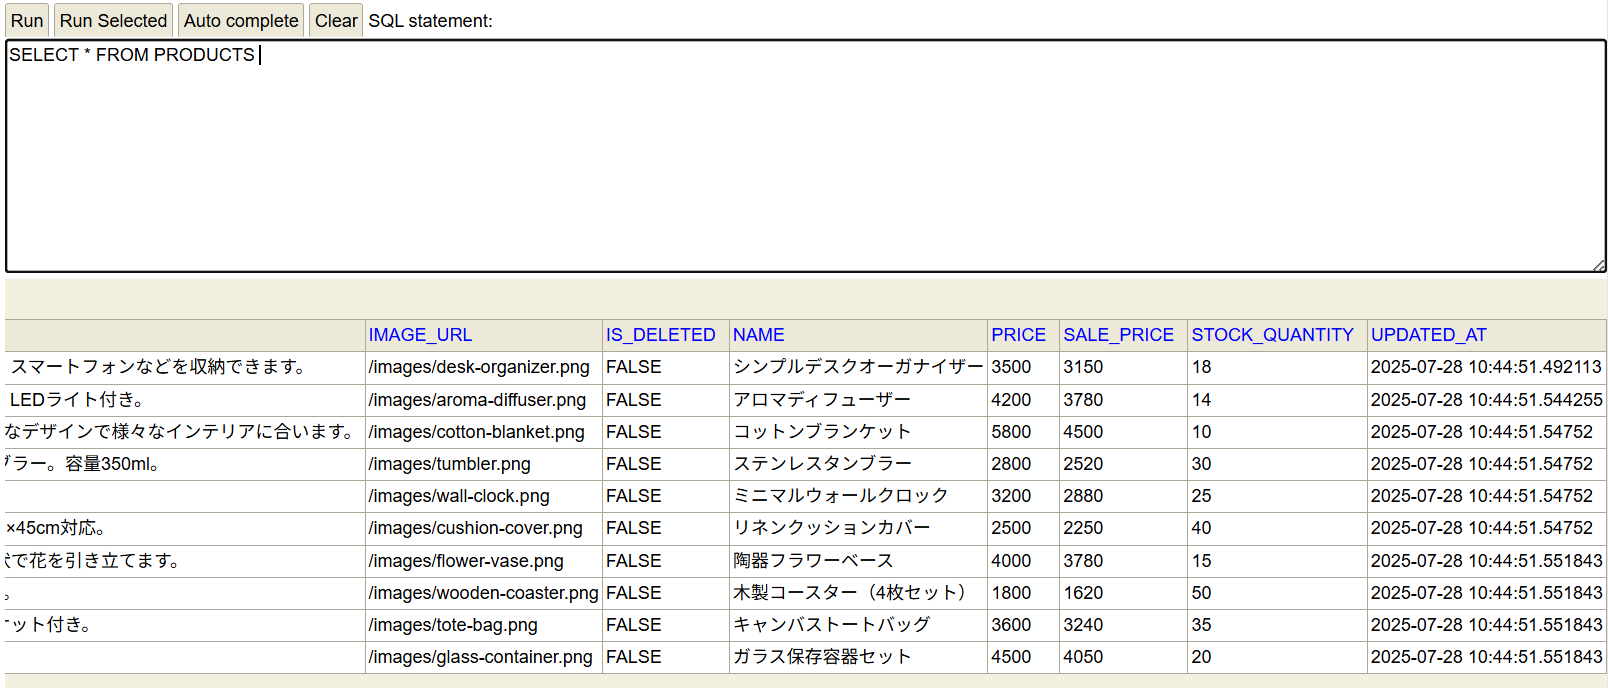 Run Run Selected Auto complete Clear SQL statement:
SELECT * FROM PRODUCTS
IMAGE_URL IS_DELETED NAME PRICE SALE_PRICE STOCK_QUANTITY UPDATED_AT
スマートフォンなどを収納できます。 /images/desk-organizer.png FALSE シンプルデスクオーガナイザー 3500 3150 18 2025-07-28 10:44:51.492113
LEDライト付き。 /images/aroma-diffuser.png FALSE アロマディフューザー 4200 3780 14 2025-07-28 10:44:51.544255
なデザインで様々なインテリアに合います。 /images/cotton-blanket.png FALSE コットンブランケット 5800 4500 10 2025-07-28 10:44:51.54752
ブラー。容量350ml。 /images/tumbler.png FALSE ステンレスタンブラー 2800 2520 30 2025-07-28 10:44:51.54752
/images/wall-clock.png FALSE ミニマルウォールクロック 3200 2880 25 2025-07-28 10:44:51.54752
×45cm対応。 /images/cushion-cover.png FALSE リネンクッションカバー 2500 2250 40 2025-07-28 10:44:51.54752
で花を引き立てます。 /images/flower-vase.png FALSE 陶器フラワーベース 4000 3780 15 2025-07-28 10:44:51.551843
。 /images/wooden-coaster.png FALSE 木製コースター（4枚セット） 1800 1620 50 2025-07-28 10:44:51.551843
ット付き。 /images/tote-bag.png FALSE キャンバストートバッグ 3600 3240 35 2025-07-28 10:44:51.551843
/images/glass-container.png FALSE ガラス保存容器セット 4500 4050 20 2025-07-28 10:44:51.551843